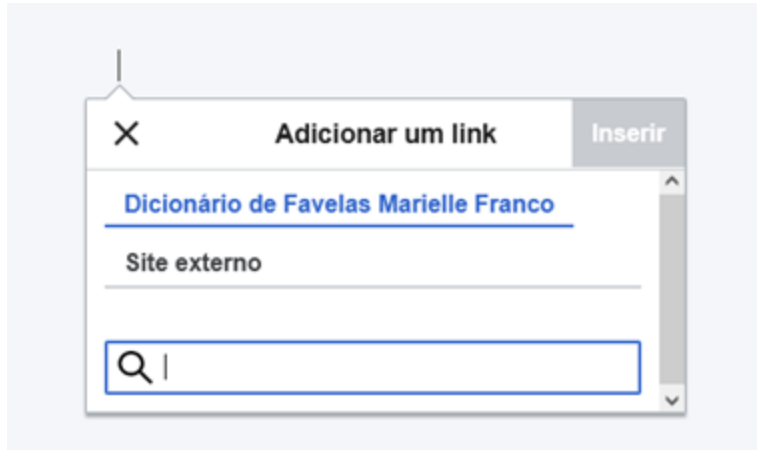 Adicionar um link
Inserir
Dicionário de Favelas Marielle Franco
Site externo